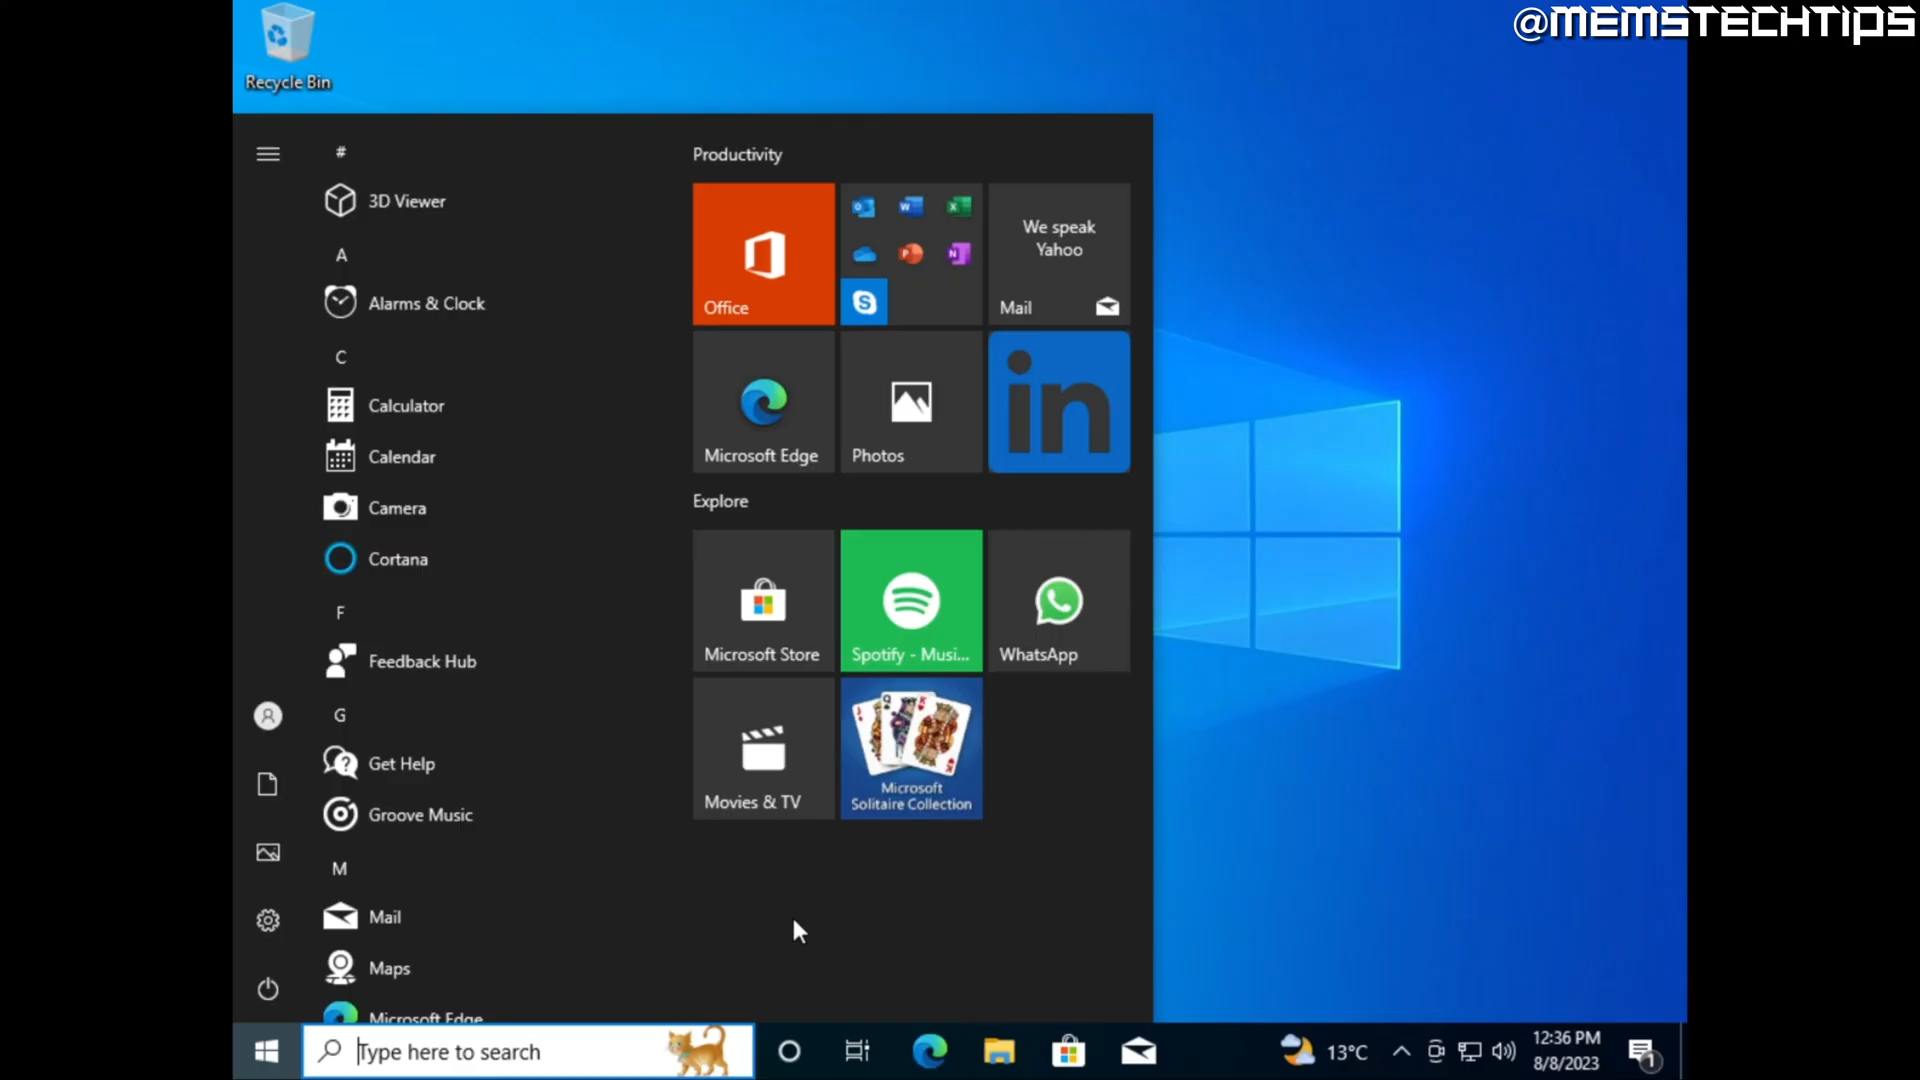 @MEMSTECHTIPS
Recycle Bin
#
3D Viewer
A
Alarms & Clock
C
Calculator
Calendar
Camera
Cortana
F
Feedback Hub
G
Get Help
Groove Music
M
Mail
Maps
Microsoft Edge
Productivity
Office
We speak
Yahoo
Mail
Microsoft Edge
Photos
in
Explore
Microsoft Store
Spotify - Musi...
WhatsApp
Movies & TV
Microsoft
Solitaire Collection
Type here to search
13°C
12:36 PM
8/8/2023
1